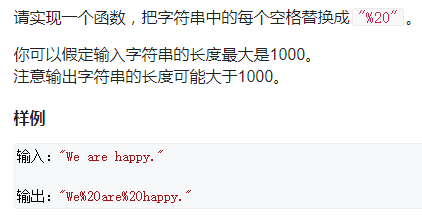 请实现一个函数，把字符串中的每个空格替换成"%20"。
你可以假定输入字符串的长度最大是1000。
注意输出字符串的长度可能大于1000。
样例
输入："We are happy."
输出："We%20are%20happy."